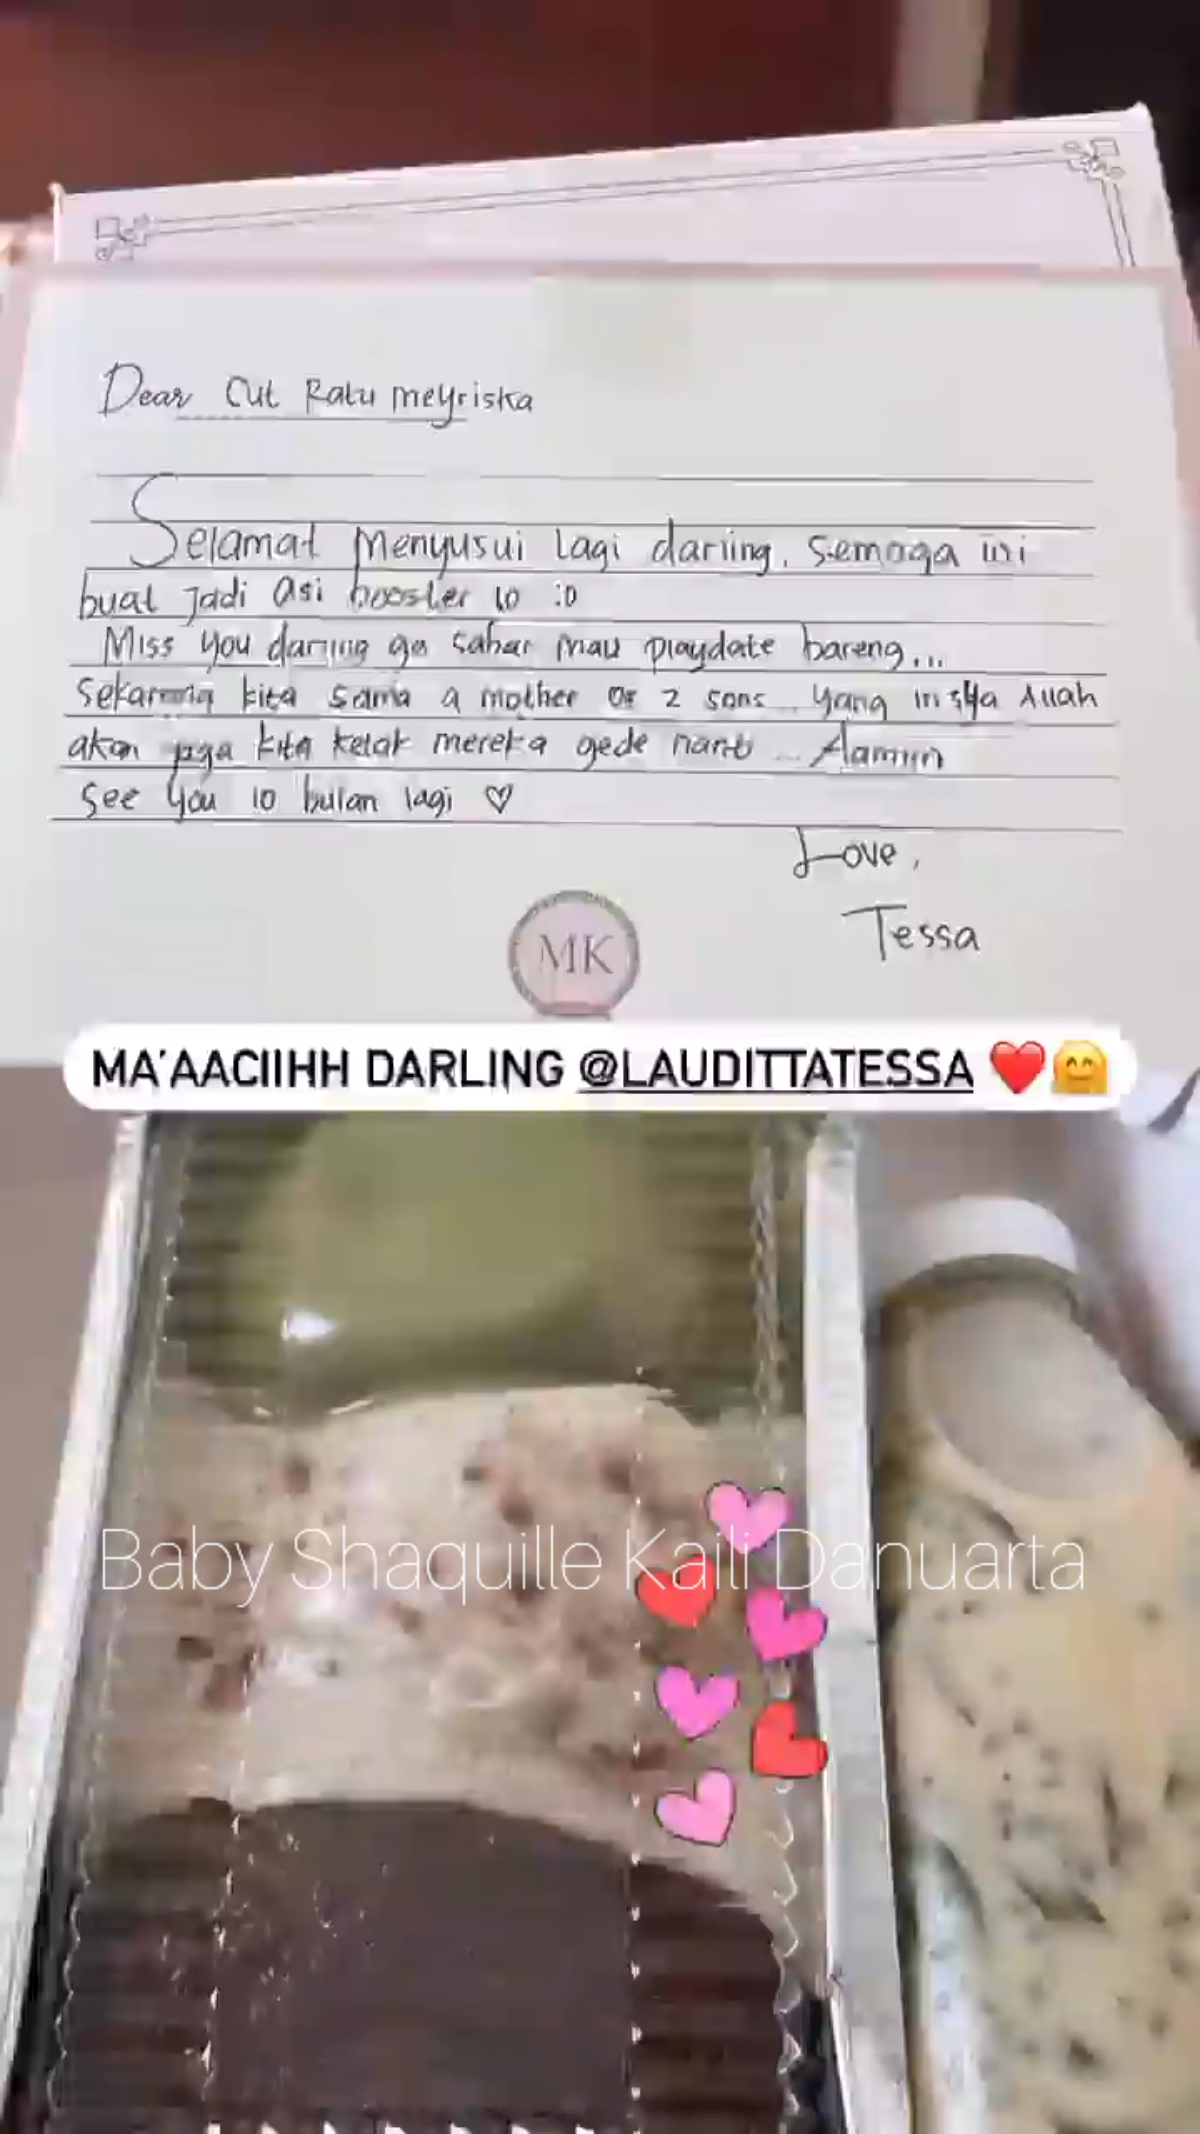 Dear Cut Ratu Meyriska
Selamat Menyusui Lagi darling, semoga ini
buat jadi asi booster :D
Miss you darling ga sabar mau playdate bareng...
sekarang kita sama a mother of 2 sons.. yang insya Allah
akan jaga kita kelak mereka gede nanti ... Aamiin
See you 10 bulan lagi ♡
Love,
Tessa
MK
MA'AACIIHH DARLING @LAUDITTATESSA ❤️🤗
Baby Shaquille Kaili Danuarta